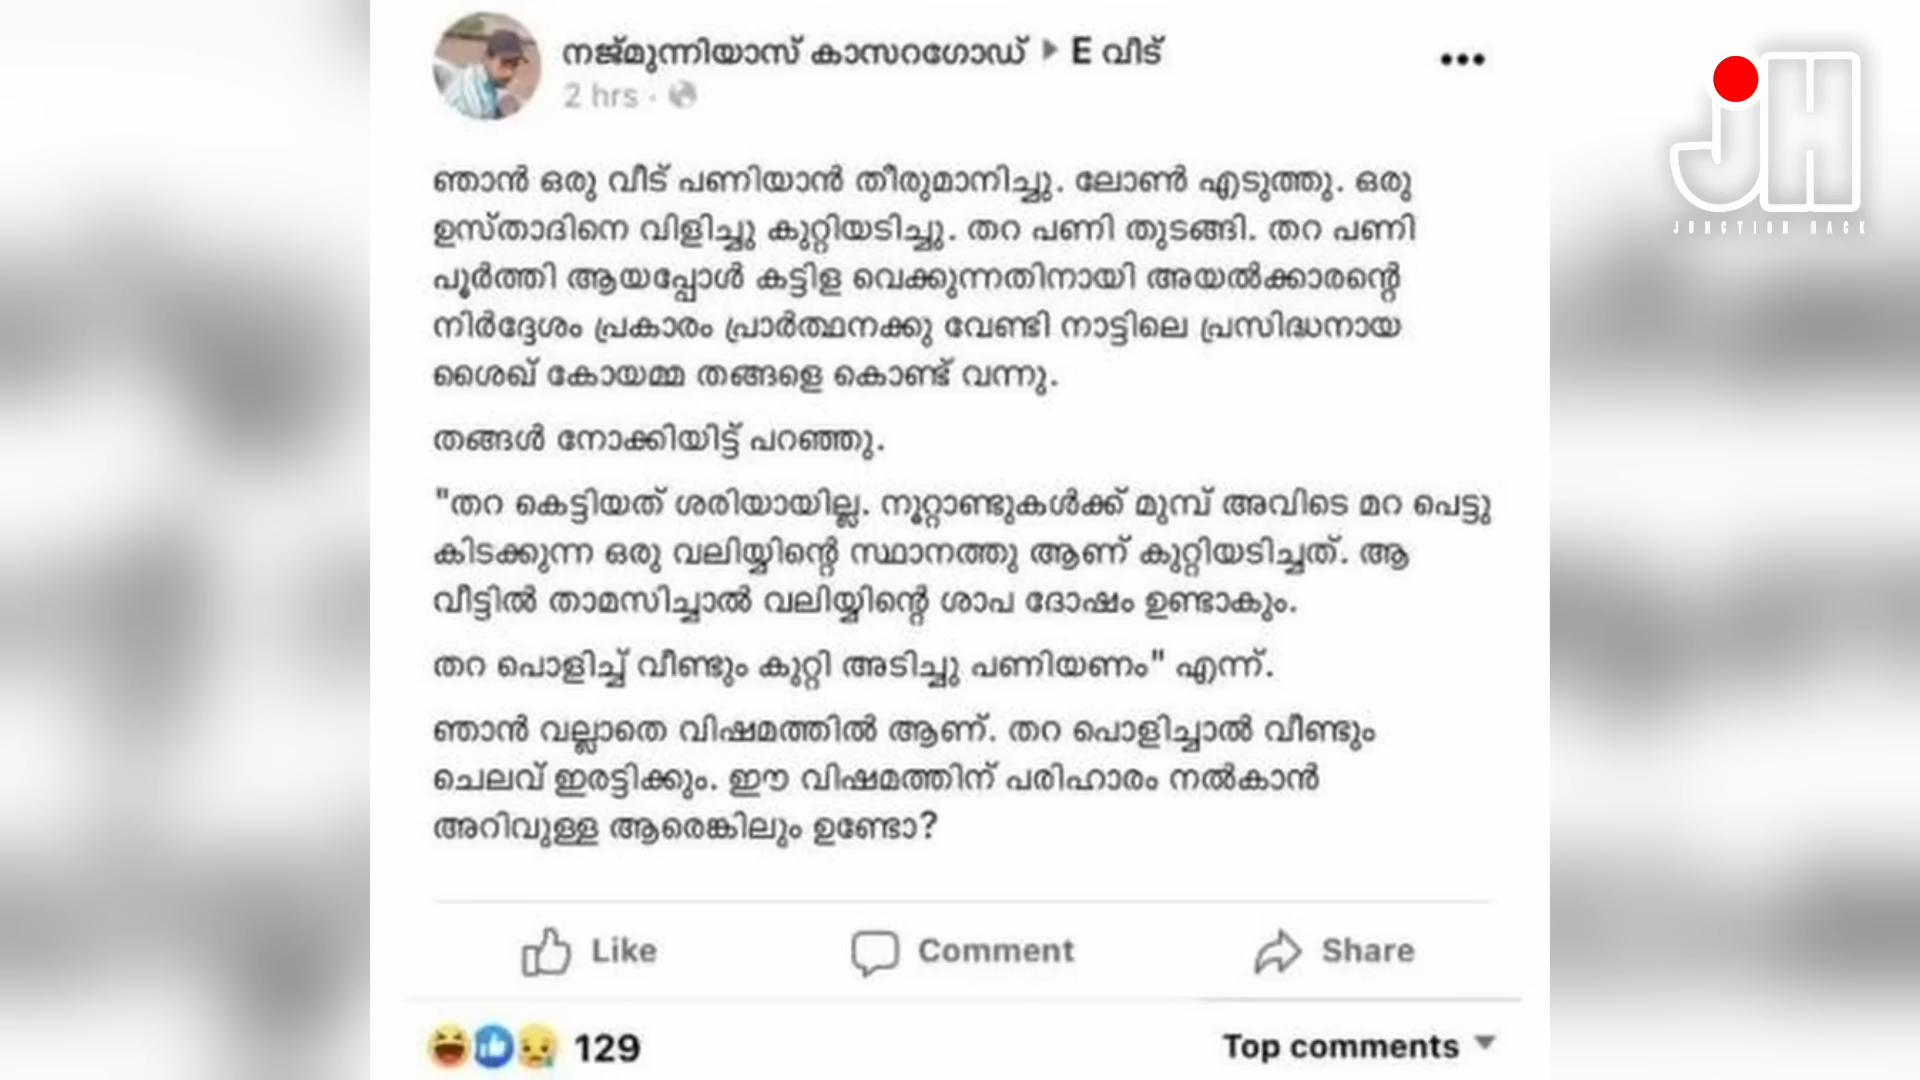 നജ്മുന്നിയാസ് കാസറഗോഡ് ▸ E വീട്
2 hrs ·
JH
JUNCTION HACK
ഞാൻ ഒരു വീട് പണിയാൻ തീരുമാനിച്ചു. ലോൺ എടുത്തു. ഒരു
ഉസ്താദിനെ വിളിച്ചു കുറ്റിയടിച്ചു. തറ പണി തുടങ്ങി. തറ പണി
പൂർത്തി ആയപ്പോൾ കട്ടിള വെക്കുന്നതിനായി അയൽക്കാരന്റെ
നിർദ്ദേശം പ്രകാരം പ്രാർത്ഥനക്കു വേണ്ടി നാട്ടിലെ പ്രസിദ്ധനായ
ശൈഖ് കോയമ്മ തങ്ങളെ കൊണ്ട് വന്നു.
തങ്ങൾ നോക്കിയിട്ട് പറഞ്ഞു.
"തറ കെട്ടിയത് ശരിയായില്ല. നൂറ്റാണ്ടുകൾക്ക് മുമ്പ് അവിടെ മറ പെട്ടു
കിടക്കുന്ന ഒരു വലിയ്യിന്റെ സ്ഥാനത്തു ആണ് കുറ്റിയടിച്ചത്. ആ
വീട്ടിൽ താമസിച്ചാൽ വലിയ്യിന്റെ ശാപ ദോഷം ഉണ്ടാകും.
തറ പൊളിച്ച് വീണ്ടും കുറ്റി അടിച്ചു പണിയണം" എന്ന്.
ഞാൻ വല്ലാതെ വിഷമത്തിൽ ആണ്. തറ പൊളിച്ചാൽ വീണ്ടും
ചെലവ് ഇരട്ടിക്കും. ഈ വിഷമത്തിന് പരിഹാരം നൽകാൻ
അറിവുള്ള ആരെങ്കിലും ഉണ്ടോ?
Like Comment Share
129 Top comments